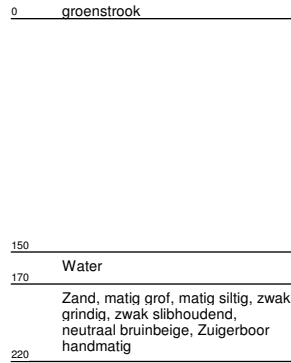 0 groenstrook
150
Water
170
Zand, matig grof, matig siltig, zwak
grindig, zwak slibhoudend,
neutraal bruinbeige, Zuigerboor
handmatig
220